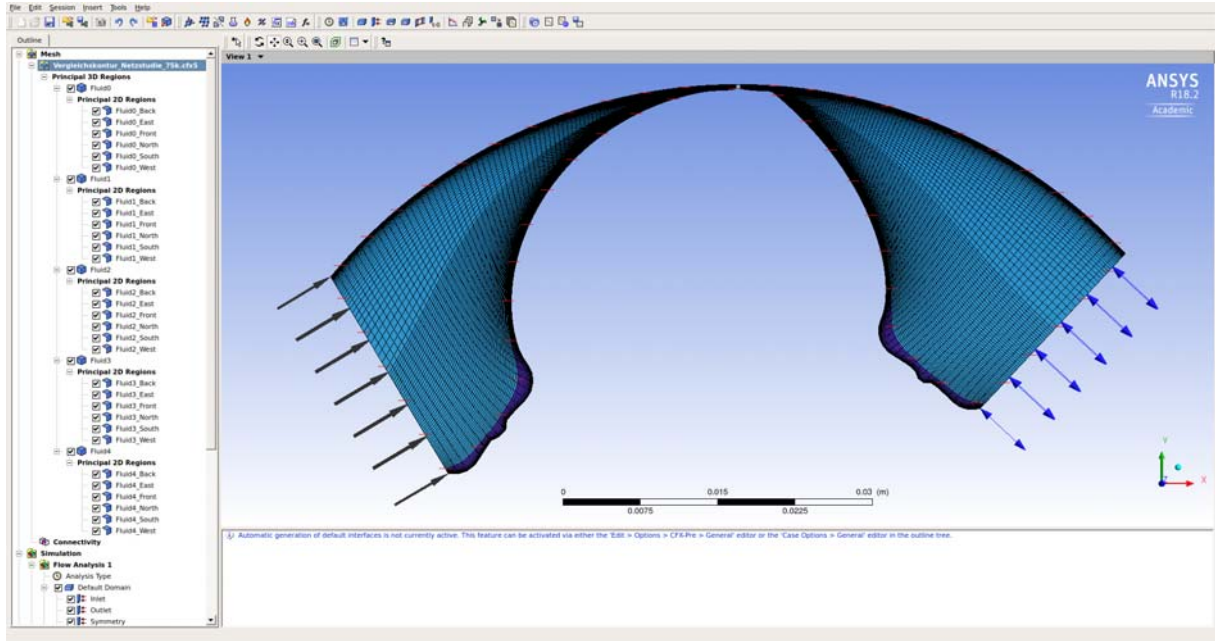 File Edit Session Insert Tools Help
Outline
View 1
Mesh
Vergleichskontur_Netzstudie_75k.cfx5
Principal 3D Regions
Fluid0
Principal 2D Regions
Fluid0_Back
Fluid0_East
Fluid0_Front
Fluid0_North
Fluid0_South
Fluid0_West
Fluid1
Principal 2D Regions
Fluid1_Back
Fluid1_East
Fluid1_Front
Fluid1_North
Fluid1_South
Fluid1_West
Fluid2
Principal 2D Regions
Fluid2_Back
Fluid2_East
Fluid2_Front
Fluid2_North
Fluid2_South
Fluid2_West
Fluid3
Principal 2D Regions
Fluid3_Back
Fluid3_East
Fluid3_Front
Fluid3_North
Fluid3_South
Fluid3_West
Fluid4
Principal 2D Regions
Fluid4_Back
Fluid4_East
Fluid4_Front
Fluid4_North
Fluid4_South
Fluid4_West
Connectivity
Simulation
Flow Analysis 1
Analysis Type
Default Domain
Inlet
Outlet
Symmetry
ANSYS
R18.2
Academic
0 0.015 0.03 (m)
0.0075 0.0225
Y
X
Z
Automatic generation of default interfaces is not currently active. This feature can be activated via either the 'Edit > Options > CFX-Pre > General' editor or the 'Case Options > General' editor in the outline tree.